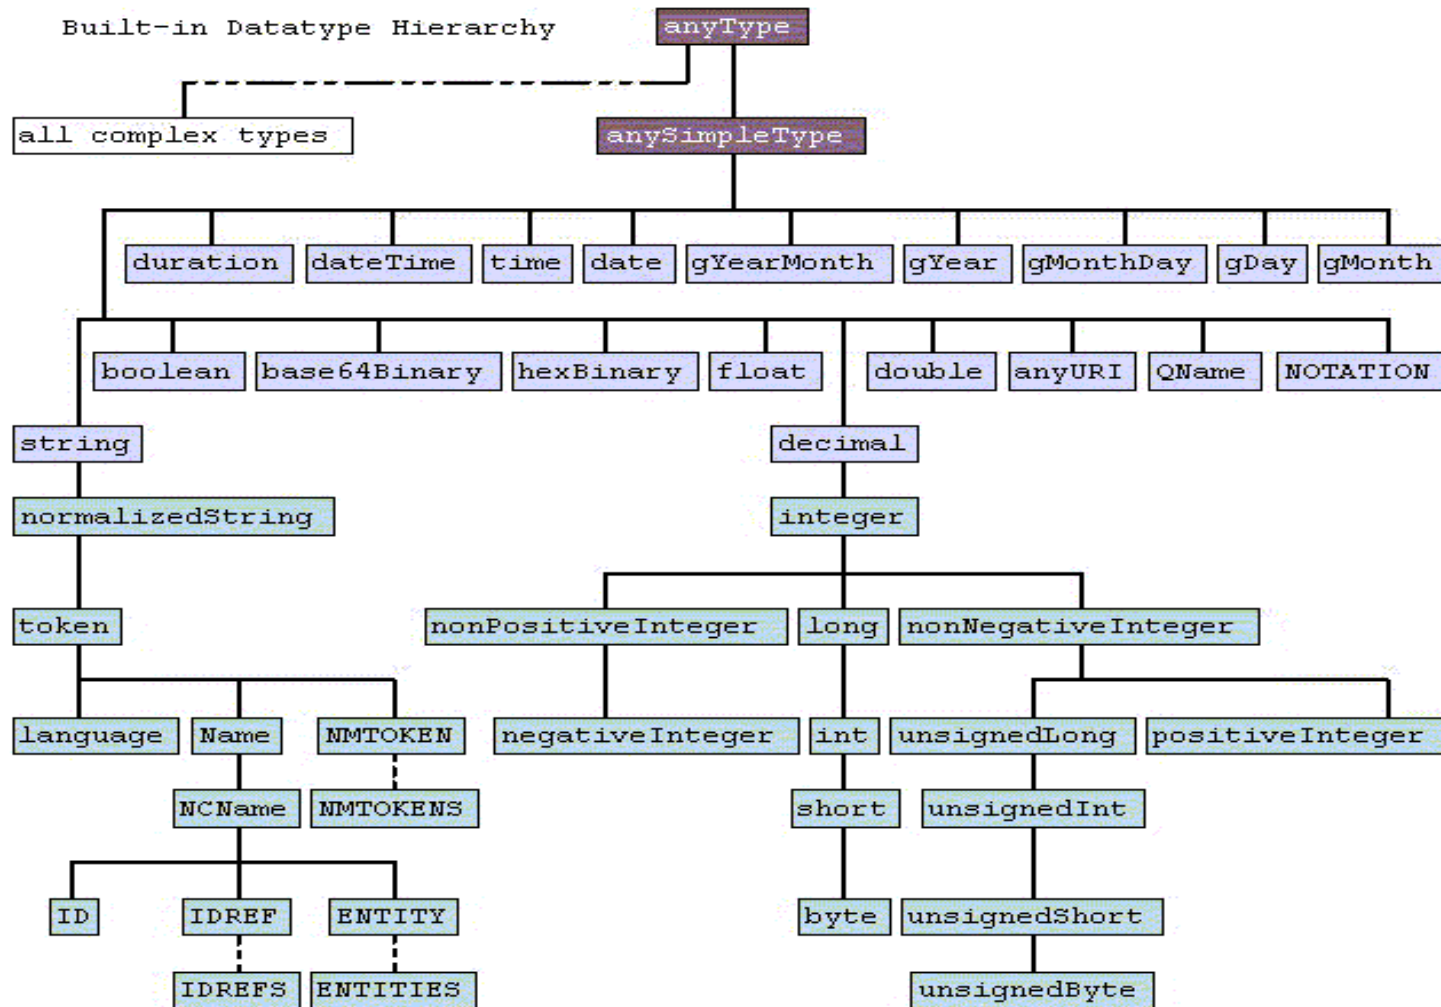 Built-in Datatype Hierarchy anyType
all complex types anySimpleType
duration dateTime time date gYearMonth gYear gMonthDay gDay gMonth
boolean base64Binary hexBinary float double anyURI QName NOTATION
string decimal
normalizedString integer
token nonPositiveInteger long nonNegativeInteger
language Name NMTOKEN negativeInteger int unsignedLong positiveInteger
NCName NMTOKENS short unsignedInt
ID IDREF ENTITY byte unsignedShort
IDREFS ENTITIES unsignedByte